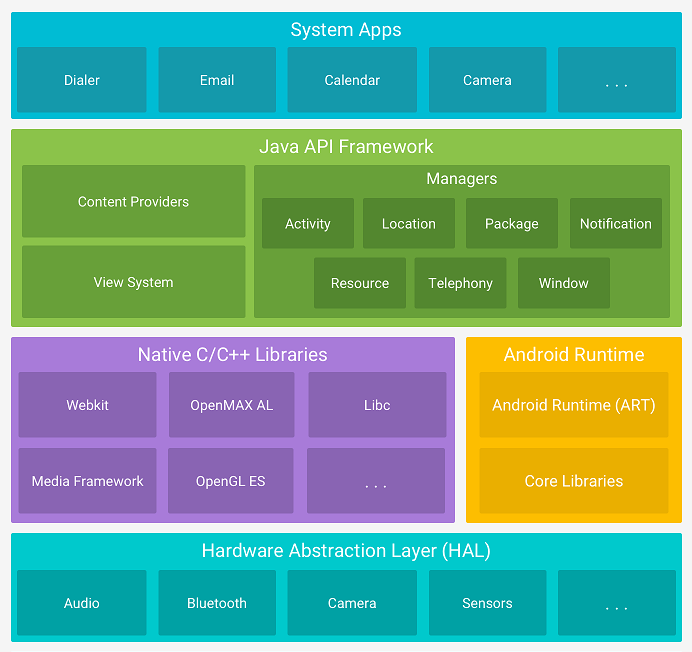 System Apps
Dialer
Email
Calendar
Camera
...
Java API Framework
Content Providers
View System
Managers
Activity
Location
Package
Notification
Resource
Telephony
Window
Native C/C++ Libraries
Webkit
OpenMAX AL
Libc
Media Framework
OpenGL ES
...
Android Runtime
Android Runtime (ART)
Core Libraries
Hardware Abstraction Layer (HAL)
Audio
Bluetooth
Camera
Sensors
...